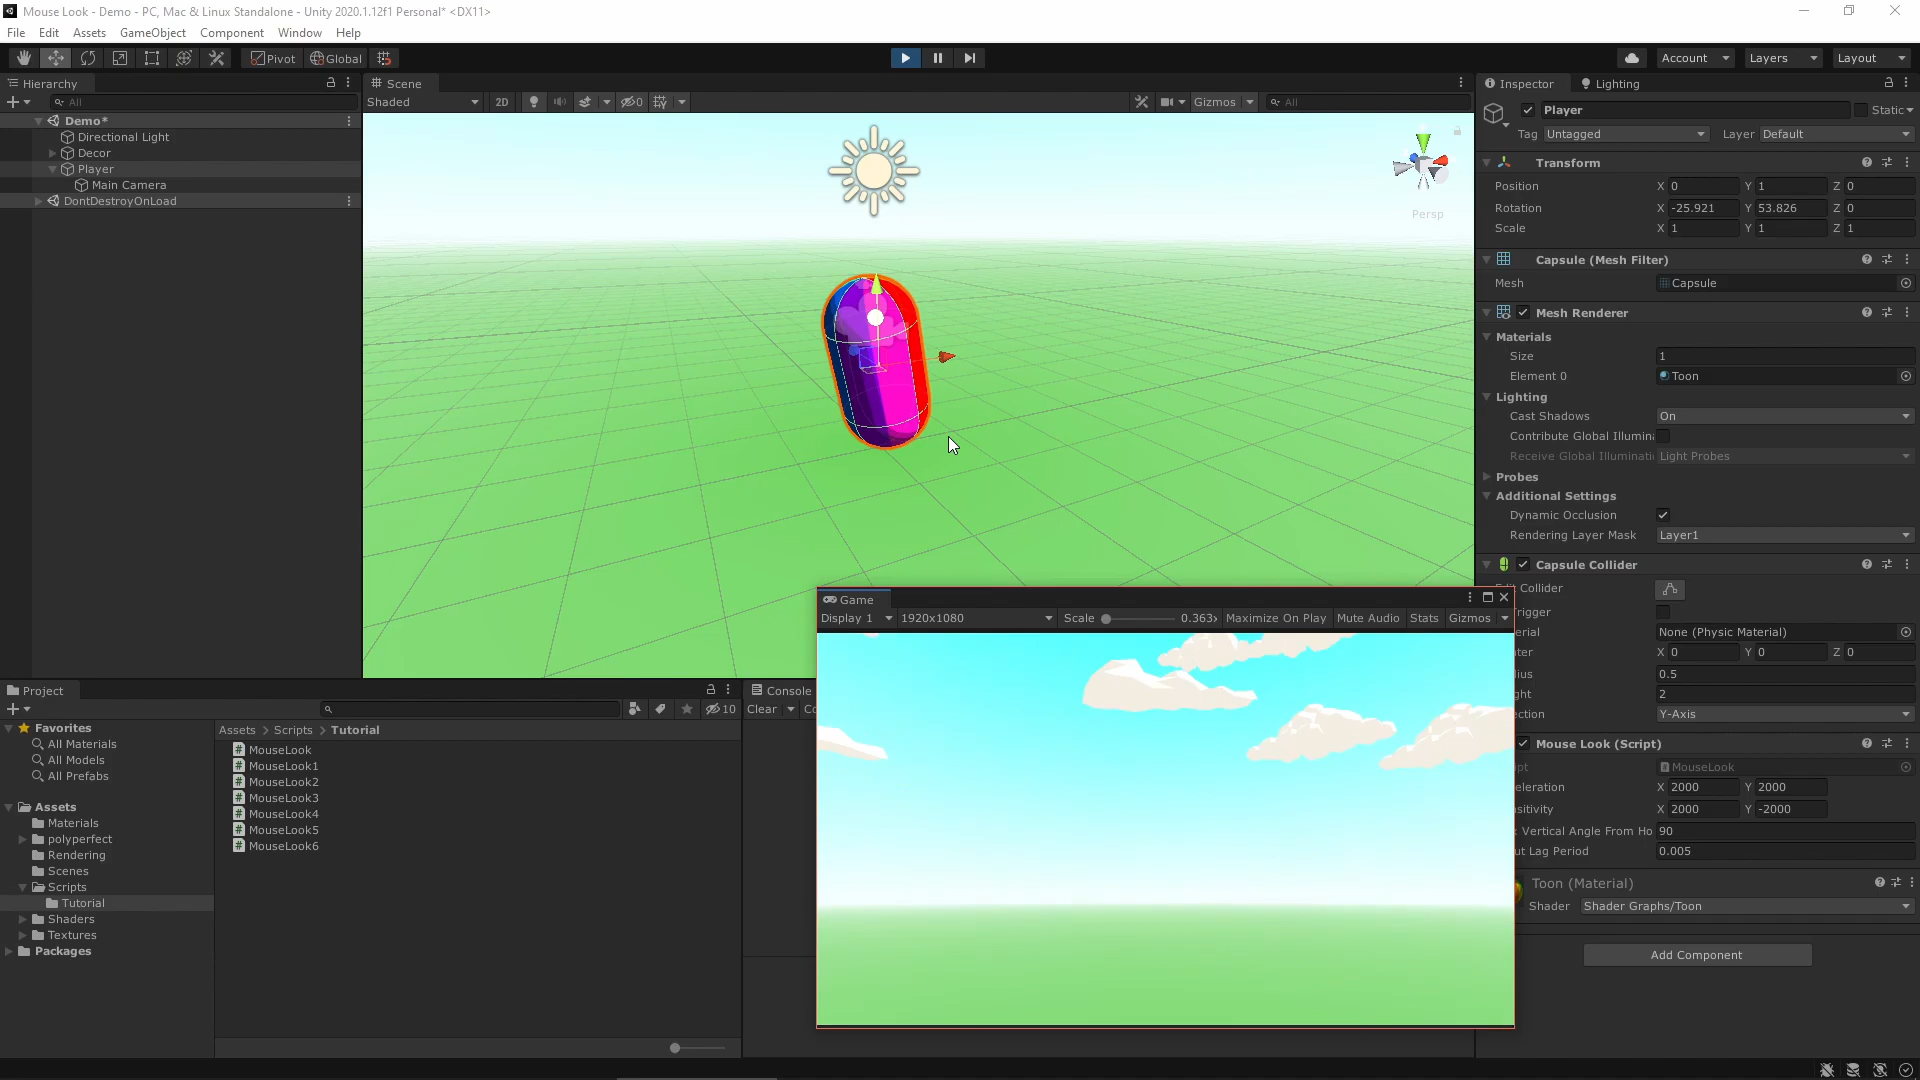 Mouse Look - Demo - PC, Mac & Linux Standalone - Unity 2020.1.12f1 Personal* <DX11>
File Edit Assets GameObject Component Window Help
Pivot Global Account Layers Layout
Hierarchy
All
Demo*
Directional Light
Decor
Player
Main Camera
DontDestroyOnLoad
Scene
Shaded 2D 0 Gizmos All
Persp
Inspector Lighting
Player Static
Tag Untagged Layer Default
Transform
Position X 0 Y 1 Z 0
Rotation X -25.921 Y 53.826 Z 0
Scale X 1 Y 1 Z 1
Capsule (Mesh Filter)
Mesh Capsule
Mesh Renderer
Materials
Size 1
Element 0 Toon
Lighting
Cast Shadows On
Contribute Global Illumin
Receive Global Illuminati Light Probes
Probes
Additional Settings
Dynamic Occlusion
Rendering Layer Mask Layer1
Capsule Collider
Edit Collider
Trigger
erial None (Physic Material)
ter X 0 Y 0 Z 0
lius 0.5
ght 2
ection Y-Axis
Mouse Look (Script)
pt MouseLook
eleration X 2000 Y 2000
sitivity X 2000 Y -2000
Vertical Angle From Ho 90
ut Lag Period 0.005
Toon (Material)
Shader Shader Graphs/Toon
Add Component
Game
Display 1 1920x1080 Scale 0.363x Maximize On Play Mute Audio Stats Gizmos
Project
10
Favorites
All Materials
All Models
All Prefabs
Assets
Materials
polyperfect
Rendering
Scenes
Scripts
Tutorial
Shaders
Textures
Packages
Assets > Scripts > Tutorial
MouseLook
MouseLook1
MouseLook2
MouseLook3
MouseLook4
MouseLook5
MouseLook6
Console
Clear Co